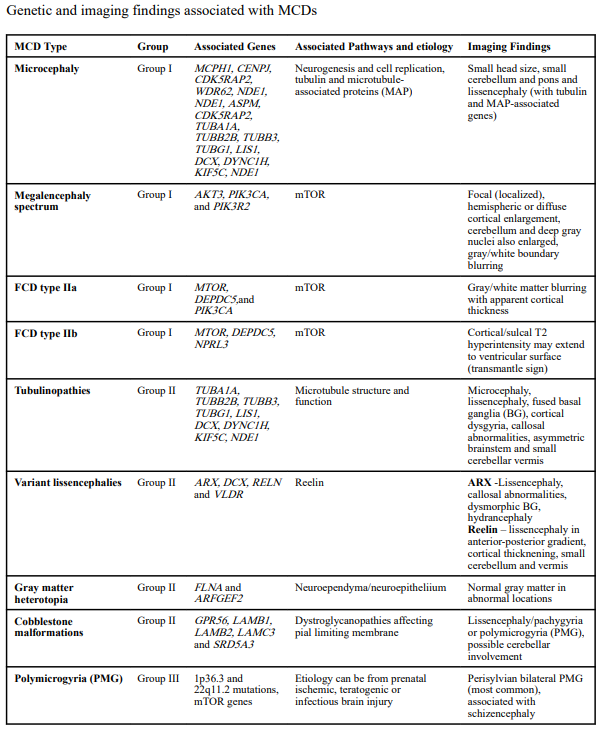 Genetic and imaging findings associated with MCDs
MCD Type Group Associated Genes Associated Pathways and etiology Imaging Findings
Microcephaly Group I MCPH1, CENPJ, Neurogenesis and cell replication, Small head size, small
CDK5RAP2, tubulin and microtubule- cerebellum and pons and
WDR62, NDE1, associated proteins (MAP) lissencephaly (with tubulin
NDE1, ASPM, and MAP-associated
CDK5RAP2, genes)
TUBA1A,
TUBB2B, TUBB3,
TUBG1, LIS1,
DCX, DYNC1H,
KIF5C, NDE1
Megalencephaly Group I AKT3, PIK3CA, mTOR Focal (localized),
spectrum and PIK3R2 hemispheric or diffuse
cortical enlargement,
cerebellum and deep gray
nuclei also enlarged,
gray/white boundary
blurring
FCD type IIa Group I MTOR, mTOR Gray/white matter blurring
DEPDC5,and with apparent cortical
PIK3CA thickness
FCD type IIb Group I MTOR, DEPDC5, mTOR Cortical/sulcal T2
NPRL3 hyperintensity may extend
to ventricular surface
(transmantle sign)
Tubulinopathies Group II TUBA1A, Microtubule structure and Microcephaly,
TUBB2B, TUBB3, function lissencephaly, fused basal
TUBG1, LIS1, ganglia (BG), cortical
DCX, DYNC1H, dysgyria, callosal
KIF5C, NDE1 abnormalities, asymmetric
brainstem and small
cerebellar vermis
Variant lissencephalies Group II ARX, DCX, RELN Reelin ARX -Lissencephaly,
and VLDR callosal abnormalities,
dysmorphic BG,
hydrancephaly
Reelin – lissencephaly in
anterior-posterior gradient,
cortical thicknening, small
cerebellum and vermis
Gray matter Group II FLNA and Neuroependyma/neuroepitheliium Normal gray matter in
heterotopia ARFGEF2 abnormal locations
Cobblestone Group II GPR56, LAMB1, Dystroglycanopathies affecting Lissencephaly/pachygyria
malformations LAMB2, LAMC3 pial limiting membrane or polymicrogyria (PMG),
and SRD5A3 possible cerebellar
involvement
Polymicrogyria (PMG) Group III 1p36.3 and Etiology can be from prenatal Perisylvian bilateral PMG
22q11.2 mutations, ischemic, teratogenic or (most common),
mTOR genes infectious brain injury associated with
schizencephaly